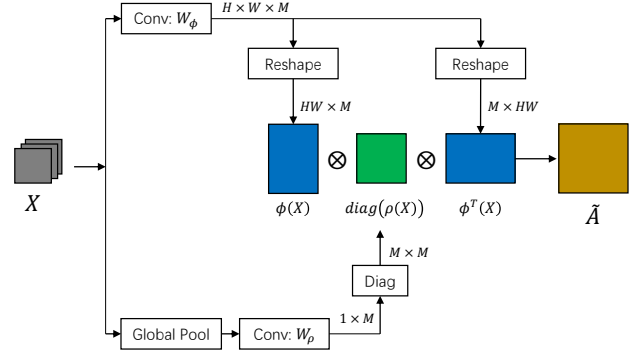 Conv: W_ϕ
H × W × M
Reshape
Reshape
HW × M
M × HW
⊗
⊗
X
ϕ(X)
diag(ρ(X))
ϕ^T(X)
Ã
M × M
Diag
1 × M
Global Pool
Conv: W_ρ